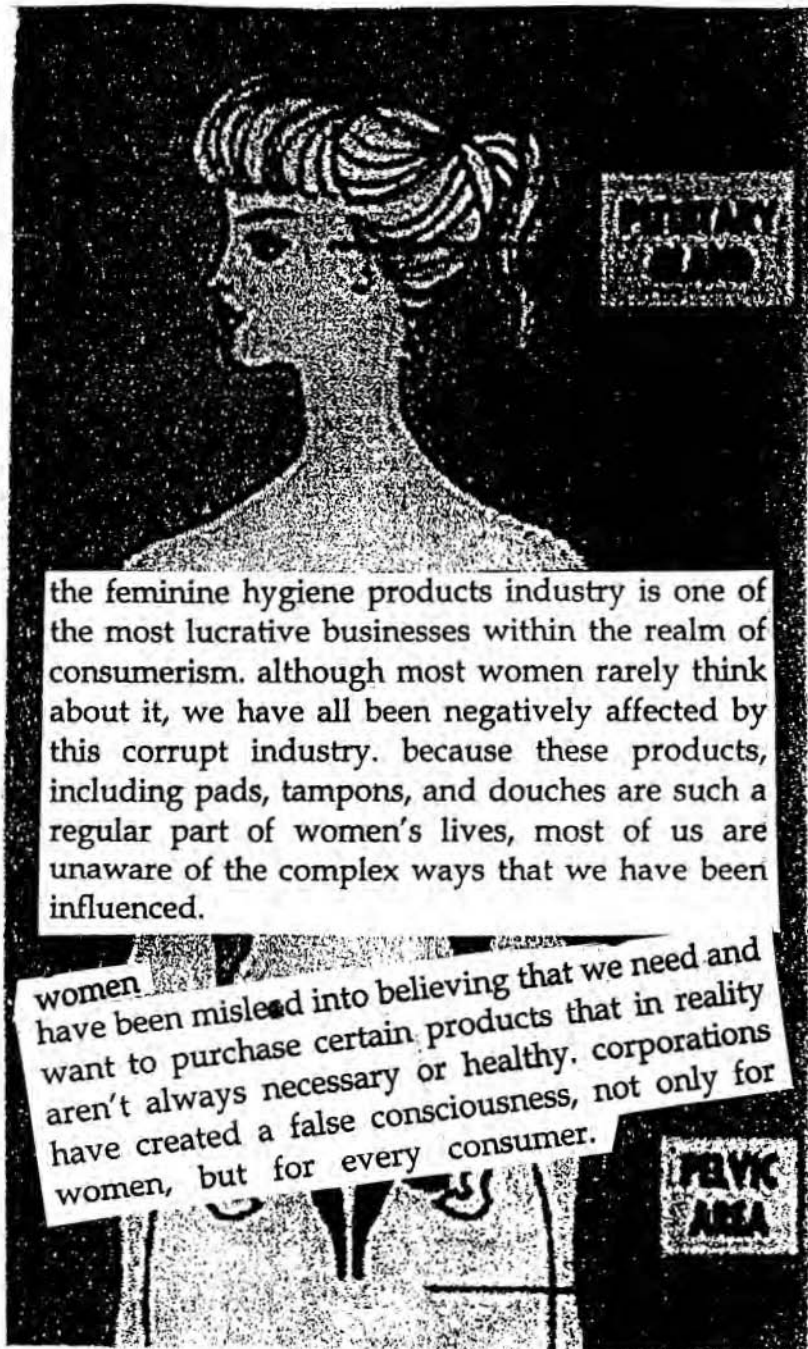 PITUITARY
GLAND
the feminine hygiene products industry is one of
the most lucrative businesses within the realm of
consumerism. although most women rarely think
about it, we have all been negatively affected by
this corrupt industry. because these products,
including pads, tampons, and douches are such a
regular part of women's lives, most of us are
unaware of the complex ways that we have been
influenced.
women
have been mislead into believing that we need and
want to purchase certain products that in reality
aren't always necessary or healthy. corporations
have created a false consciousness, not only for
women, but for every consumer.
PELVIC
AREA